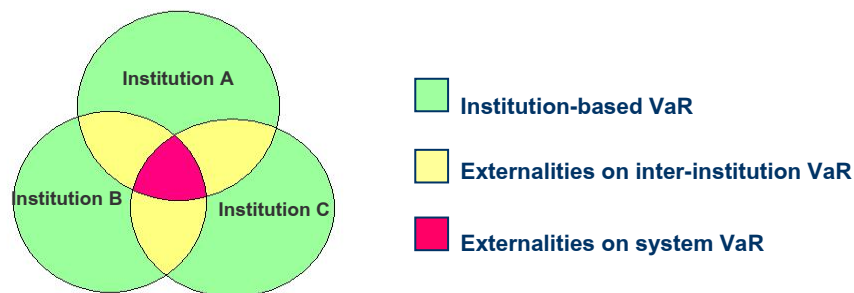 Institution A
Institution B
Institution C
Institution-based VaR
Externalities on inter-institution VaR
Externalities on system VaR